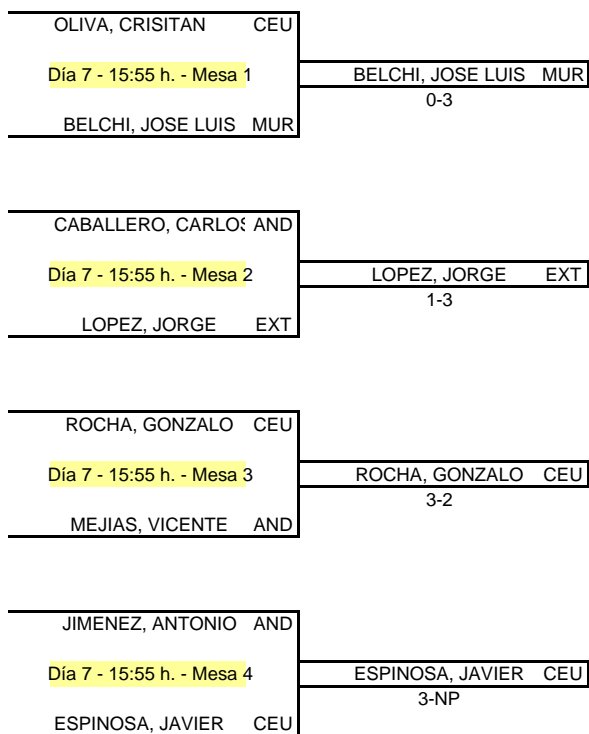 OLIVA, CRISITAN CEU
Día 7 - 15:55 h. - Mesa 1
BELCHI, JOSE LUIS MUR
0-3
BELCHI, JOSE LUIS MUR
CABALLERO, CARLOS AND
Día 7 - 15:55 h. - Mesa 2
LOPEZ, JORGE EXT
1-3
LOPEZ, JORGE EXT
ROCHA, GONZALO CEU
Día 7 - 15:55 h. - Mesa 3
ROCHA, GONZALO CEU
3-2
MEJIAS, VICENTE AND
JIMENEZ, ANTONIO AND
Día 7 - 15:55 h. - Mesa 4
ESPINOSA, JAVIER CEU
3-NP
ESPINOSA, JAVIER CEU